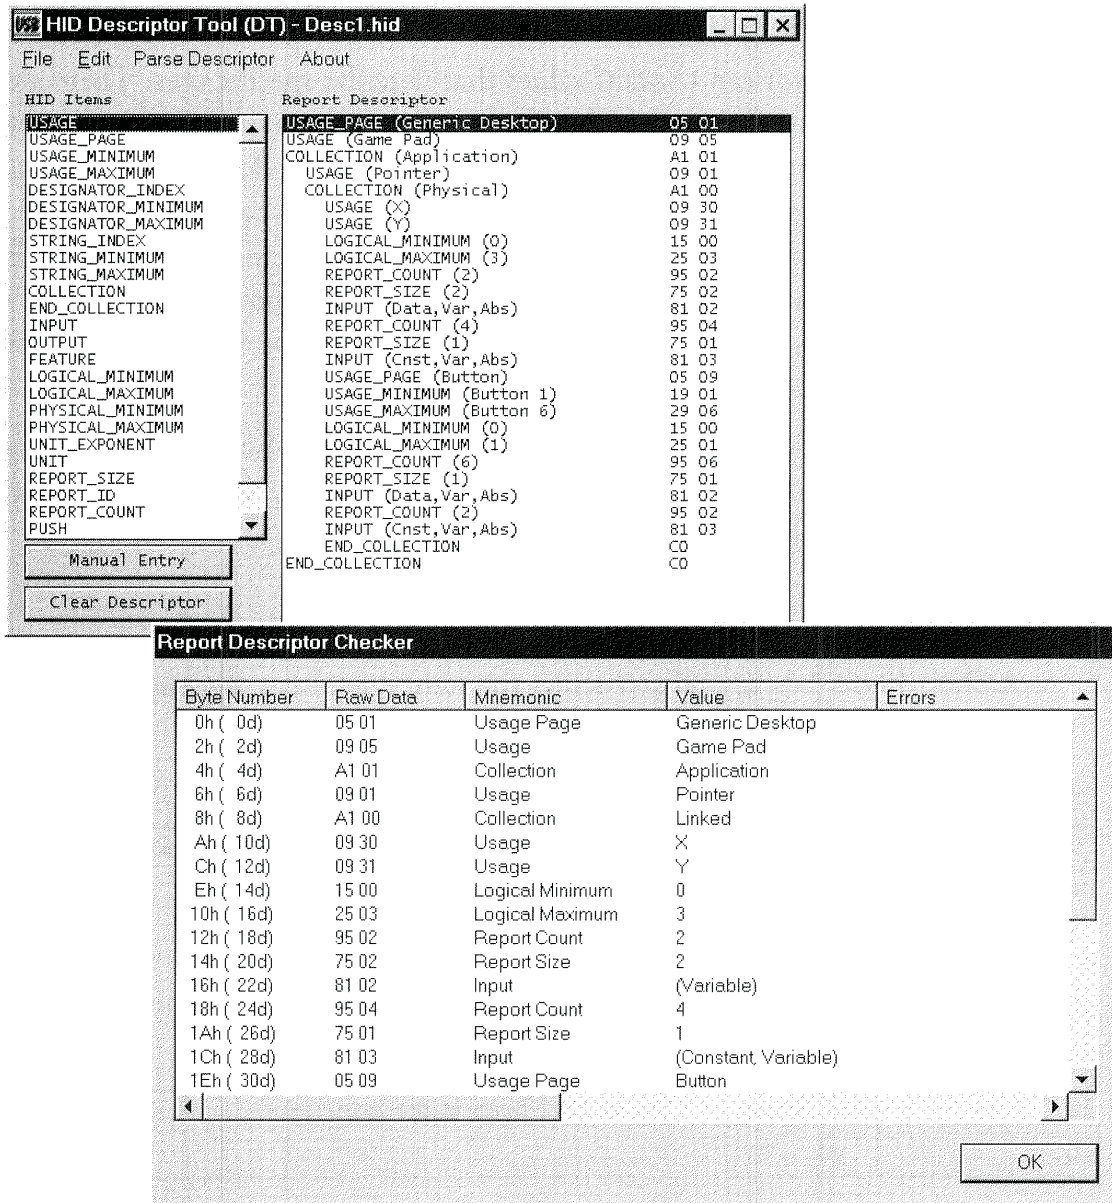 USB HID Descriptor Tool (DT) - Desc1.hid
File Edit Parse Descriptor About
HID Items
USAGE
USAGE_PAGE
USAGE_MINIMUM
USAGE_MAXIMUM
DESIGNATOR_INDEX
DESIGNATOR_MINIMUM
DESIGNATOR_MAXIMUM
STRING_INDEX
STRING_MINIMUM
STRING_MAXIMUM
COLLECTION
END_COLLECTION
INPUT
OUTPUT
FEATURE
LOGICAL_MINIMUM
LOGICAL_MAXIMUM
PHYSICAL_MINIMUM
PHYSICAL_MAXIMUM
UNIT_EXPONENT
UNIT
REPORT_SIZE
REPORT_ID
REPORT_COUNT
PUSH
Manual Entry
Clear Descriptor
Report Descriptor
USAGE_PAGE (Generic Desktop) 05 01
USAGE (Game Pad) 09 05
COLLECTION (Application) A1 01
USAGE (Pointer) 09 01
COLLECTION (Physical) A1 00
USAGE (X) 09 30
USAGE (Y) 09 31
LOGICAL_MINIMUM (0) 15 00
LOGICAL_MAXIMUM (3) 25 03
REPORT_COUNT (2) 95 02
REPORT_SIZE (2) 75 02
INPUT (Data,Var,Abs) 81 02
REPORT_COUNT (4) 95 04
REPORT_SIZE (1) 75 01
INPUT (Cnst,Var,Abs) 81 03
USAGE_PAGE (Button) 05 09
USAGE_MINIMUM (Button 1) 19 01
USAGE_MAXIMUM (Button 6) 29 06
LOGICAL_MINIMUM (0) 15 00
LOGICAL_MAXIMUM (1) 25 01
REPORT_COUNT (6) 95 06
REPORT_SIZE (1) 75 01
INPUT (Data,Var,Abs) 81 02
REPORT_COUNT (2) 95 02
INPUT (Cnst,Var,Abs) 81 03
END_COLLECTION C0
END_COLLECTION C0
Report Descriptor Checker
Byte Number Raw Data Mnemonic Value Errors
0h ( 0d) 05 01 Usage Page Generic Desktop
2h ( 2d) 09 05 Usage Game Pad
4h ( 4d) A1 01 Collection Application
6h ( 6d) 09 01 Usage Pointer
8h ( 8d) A1 00 Collection Linked
Ah ( 10d) 09 30 Usage X
Ch ( 12d) 09 31 Usage Y
Eh ( 14d) 15 00 Logical Minimum 0
10h ( 16d) 25 03 Logical Maximum 3
12h ( 18d) 95 02 Report Count 2
14h ( 20d) 75 02 Report Size 2
16h ( 22d) 81 02 Input (Variable)
18h ( 24d) 95 04 Report Count 4
1Ah ( 26d) 75 01 Report Size 1
1Ch ( 28d) 81 03 Input (Constant, Variable)
1Eh ( 30d) 05 09 Usage Page Button
OK